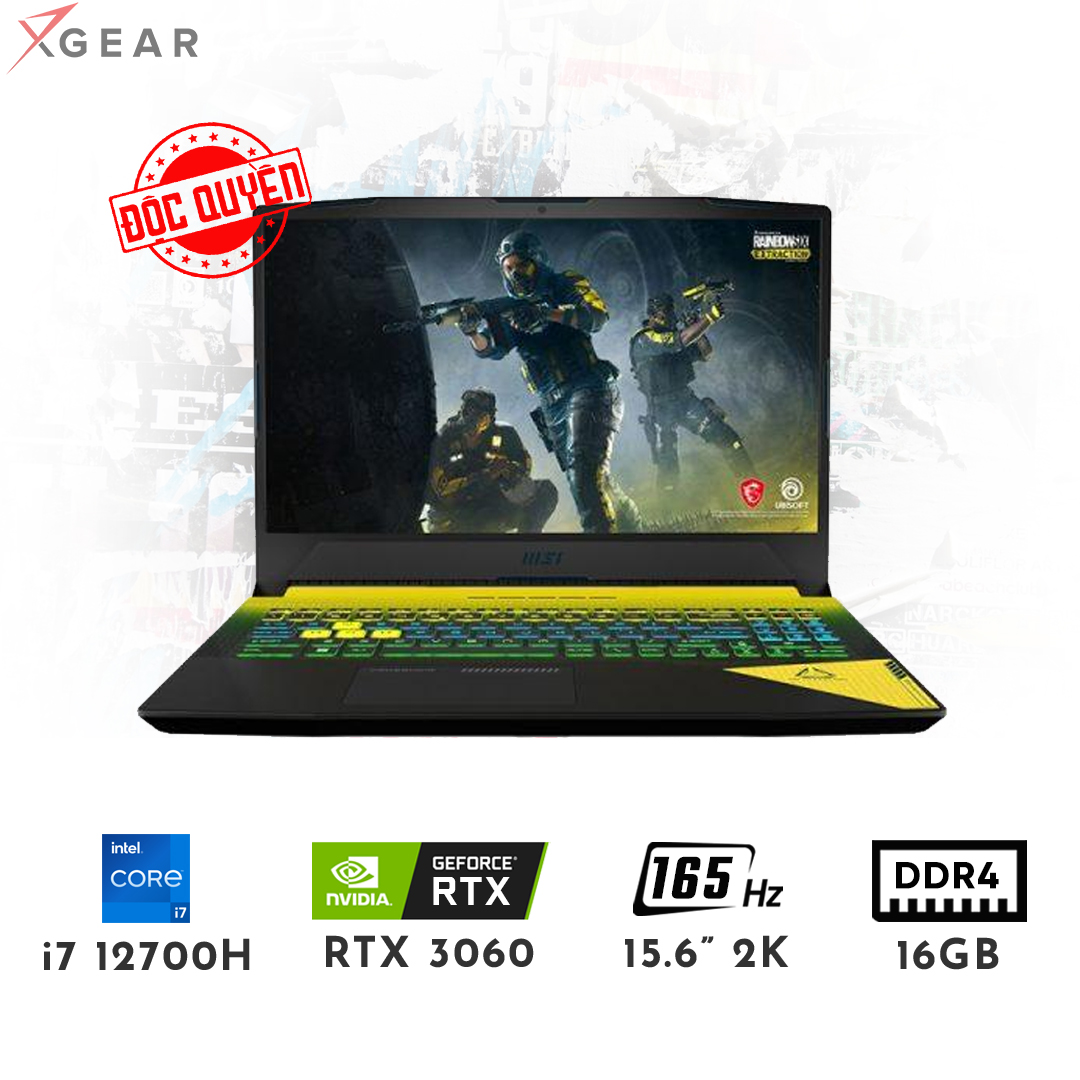 XGEAR
ĐỘC QUYỀN
RAINBOW SIX
EXTRACTION
UBISOFT
msi
intel.
CORE
i7
NVIDIA.
GEFORCE
RTX
165 Hz
DDR4
i7 12700H
RTX 3060
15.6” 2K
16GB